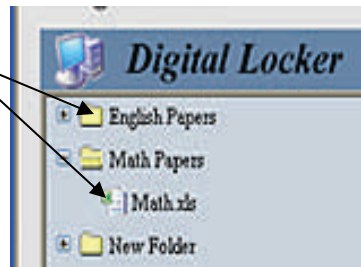 Digital Locker
English Papers
Math Papers
Math.xls
New Folder